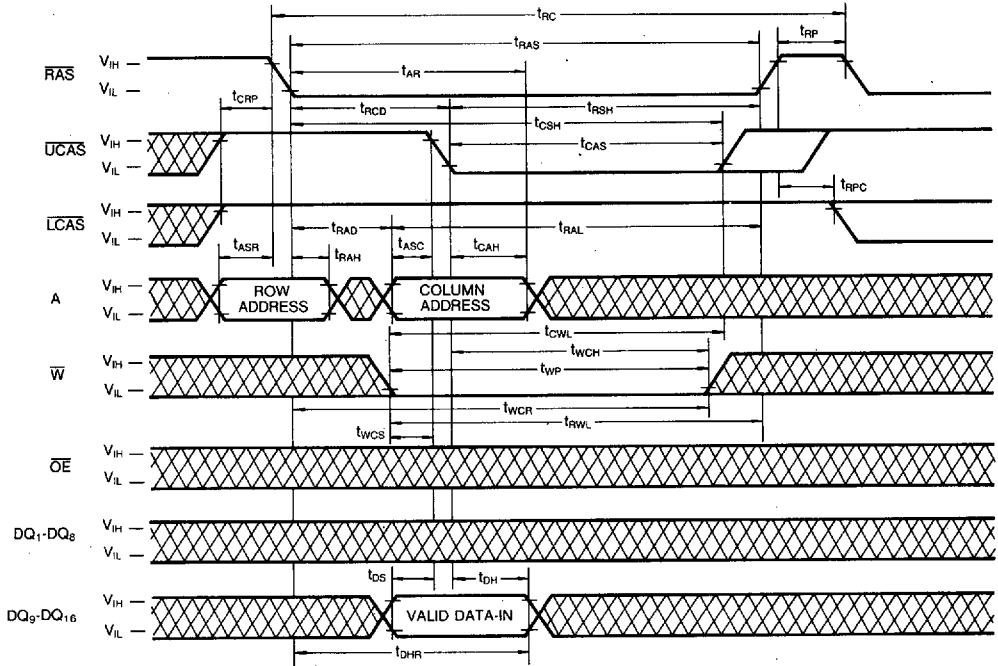 tRC
tRAS
tRP
RAS VIH
VIL
tAR
tCRP
tRCD
tRSH
tCSH
UCAS VIH
VIL
tCAS
tRPC
LCAS VIH
VIL
tRAD
tRAL
tASR
tRAH
tASC
tCAH
A VIH
VIL
ROW ADDRESS
COLUMN ADDRESS
tCWL
tWCH
W VIH
VIL
tWP
tWCR
tWCS
tRWL
OE VIH
VIL
DQ1-DQ8 VIH
VIL
tDS
tDH
DQ9-DQ16 VIH
VIL
VALID DATA-IN
tDHR